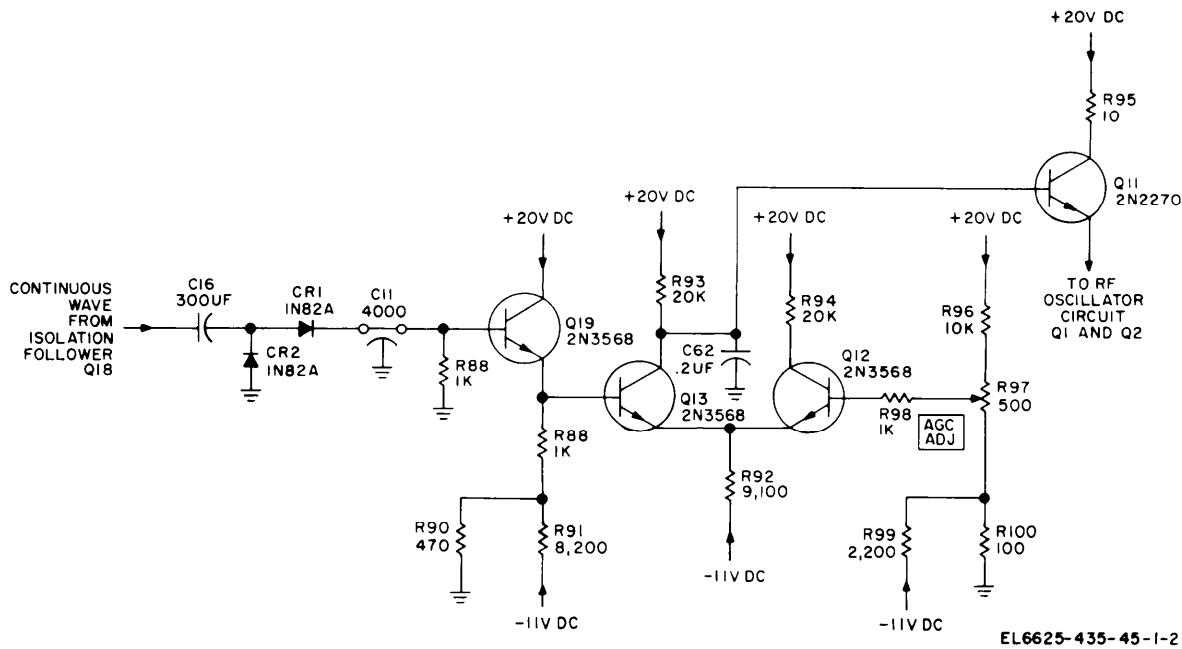 +20V DC
R95
10
Q11
2N2270
TO RF
OSCILLATOR
CIRCUIT
Q1 AND Q2
+20V DC
R93
20K
+20V DC
R94
20K
+20V DC
R96
10K
+20V DC
CONTINUOUS
WAVE
FROM
ISOLATION
FOLLOWER
Q18
C16
300UF
CR1
1N82A
C11
4000
CR2
1N82A
R88
1K
Q19
2N3568
C62
.2UF
Q13
2N3568
Q12
2N3568
R98
1K
AGC
ADJ
R97
500
R88
1K
R92
9,100
R90
470
R91
8,200
-11V DC
-11V DC
R99
2,200
R100
100
-11V DC
EL6625-435-45-1-2